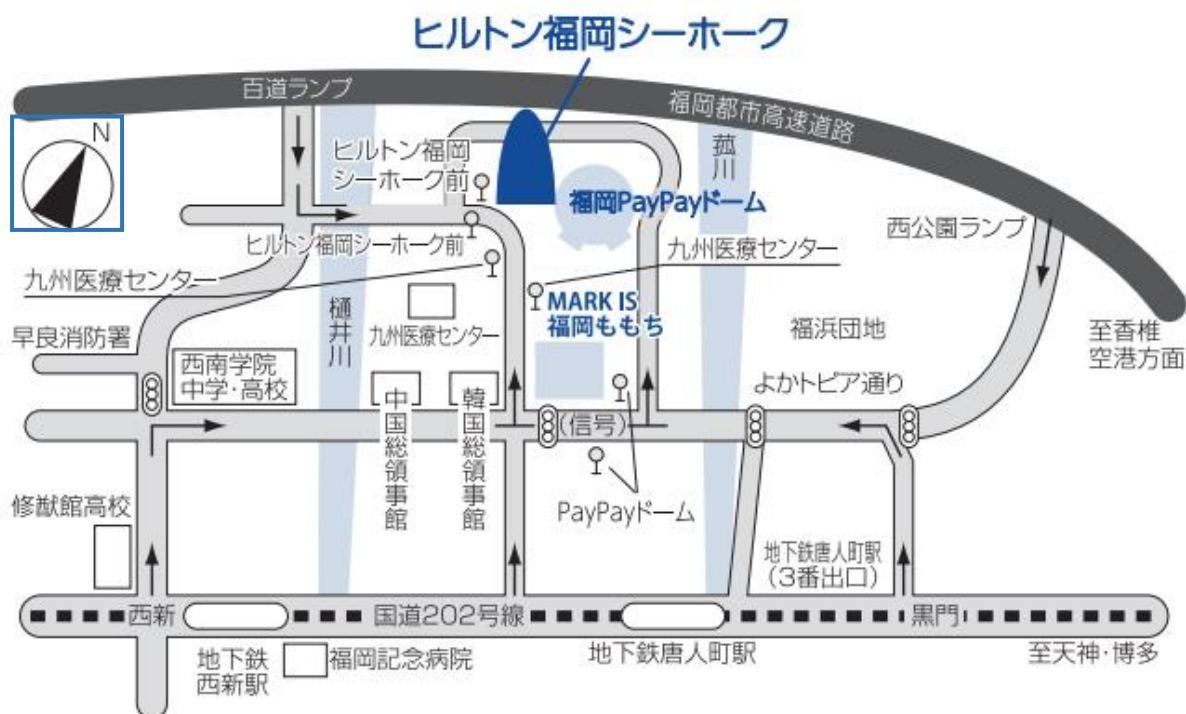 ヒルトン福岡シーホーク
百道ランプ
福岡都市高速道路
N
ヒルトン福岡
シーホーク前
菰川
福岡PayPayドーム
西公園ランプ
ヒルトン福岡シーホーク前
九州医療センター
九州医療センター
樋井川
MARK IS
福岡ももち
早良消防署
九州医療センター
福浜団地
至香椎
空港方面
西南学院
中学・高校
よかトピア通り
中国総領事館
韓国総領事館
(信号)
修猷館高校
PayPayドーム
地下鉄唐人町駅
(3番出口)
西新
国道202号線
黒門
地下鉄
西新駅
福岡記念病院
地下鉄唐人町駅
至天神・博多